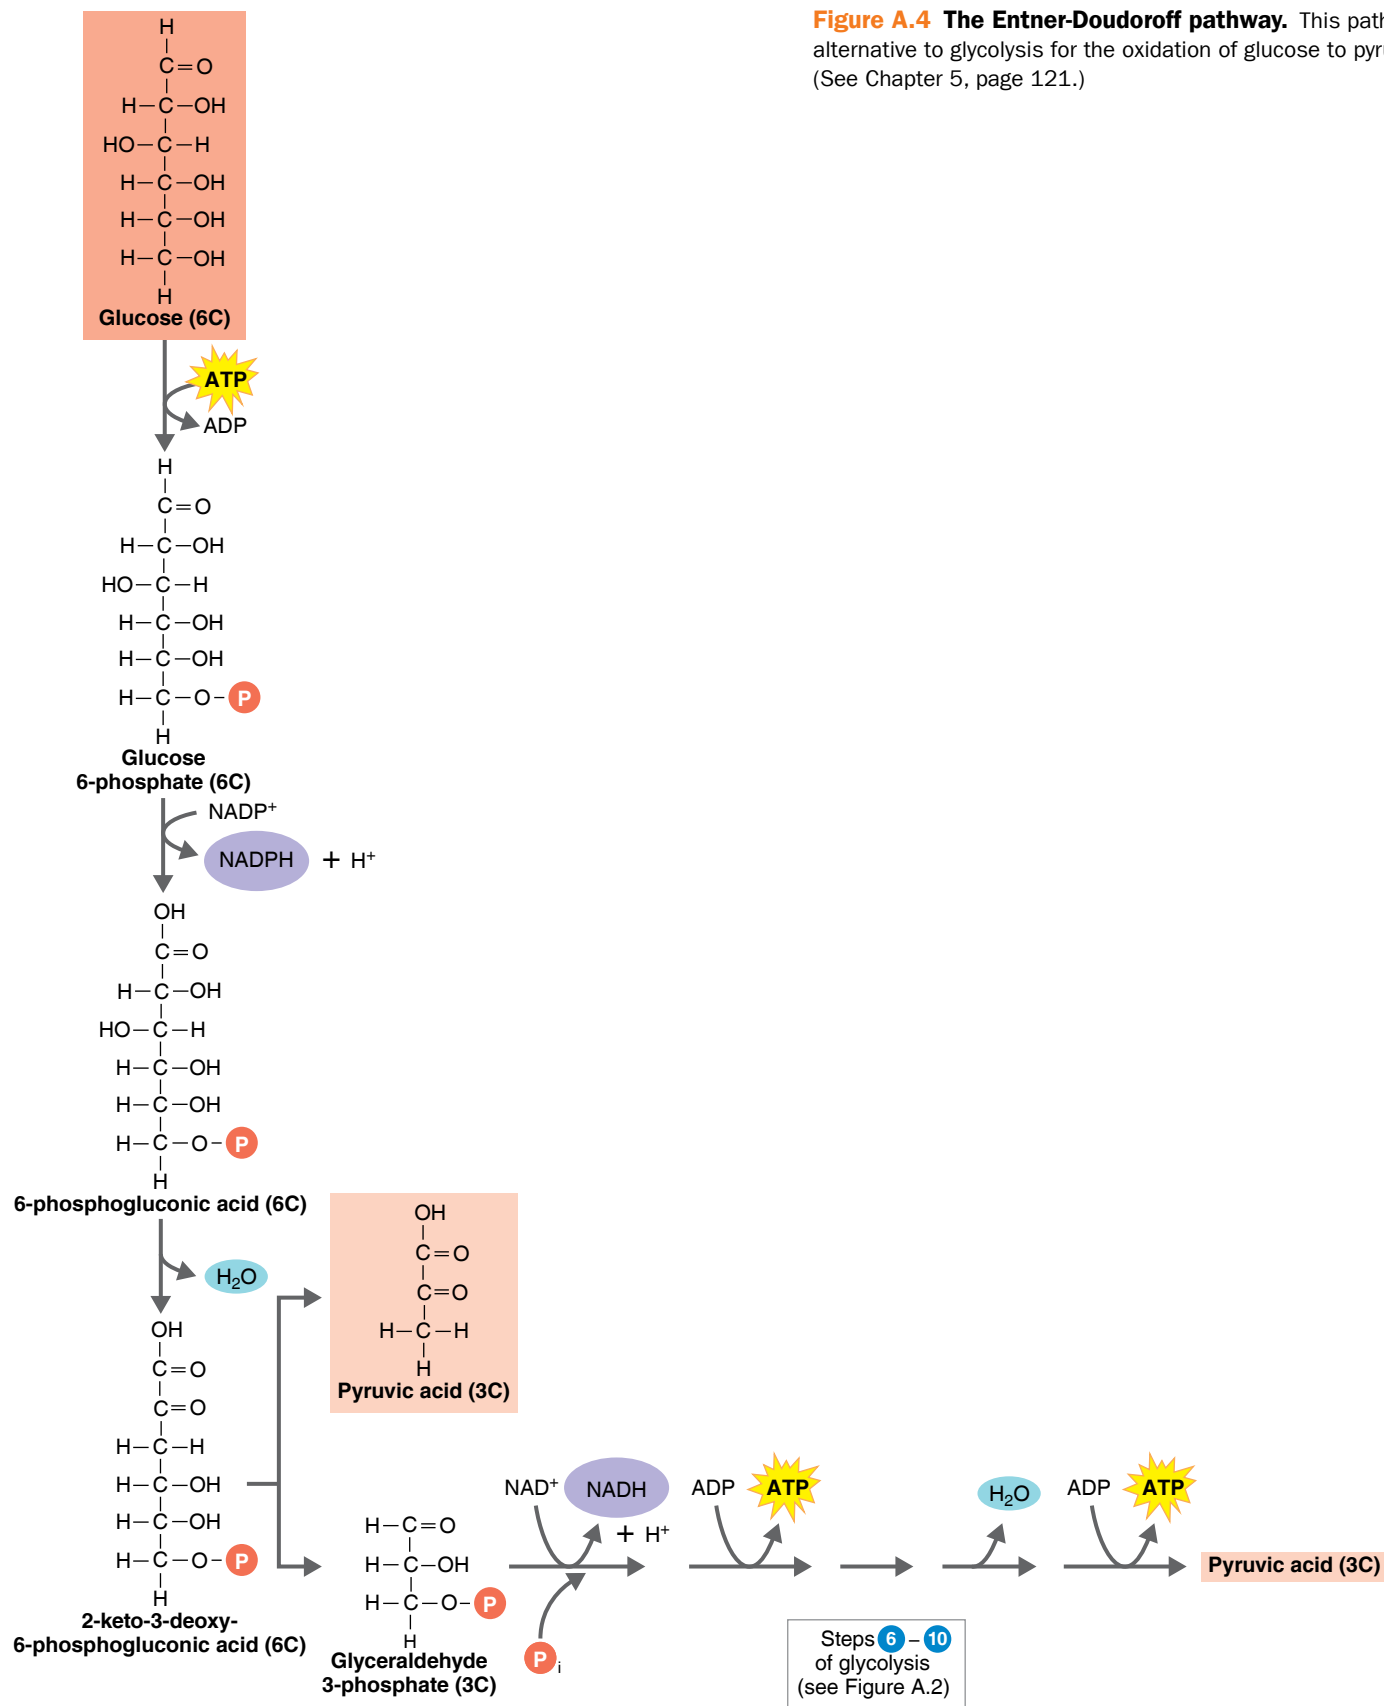 Figure A.4 The Entner-Doudoroff pathway. This path
alternative to glycolysis for the oxidation of glucose to pyru
(See Chapter 5, page 121.)
H
C=O
H—C—OH
HO—C—H
H—C—OH
H—C—OH
H—C—OH
H
Glucose (6C)
ATP
ADP
H
C=O
H—C—OH
HO—C—H
H—C—OH
H—C—OH
H—C—O—P
H
Glucose
6-phosphate (6C)
NADP⁺
NADPH + H⁺
OH
C=O
H—C—OH
HO—C—H
H—C—OH
H—C—OH
H—C—O—P
H
6-phosphogluconic acid (6C)
H₂O
OH
C=O
C=O
H—C—H
H—C—OH
H—C—OH
H—C—O—P
H
2-keto-3-deoxy-
6-phosphogluconic acid (6C)
OH
C=O
C=O
H—C—H
H
Pyruvic acid (3C)
H—C=O
H—C—OH
H—C—O—P
H
Glyceraldehyde
3-phosphate (3C)
NAD⁺ NADH
+ H⁺
Pᵢ
ADP ATP
H₂O
ADP ATP
Pyruvic acid (3C)
Steps 6 – 10
of glycolysis
(see Figure A.2)